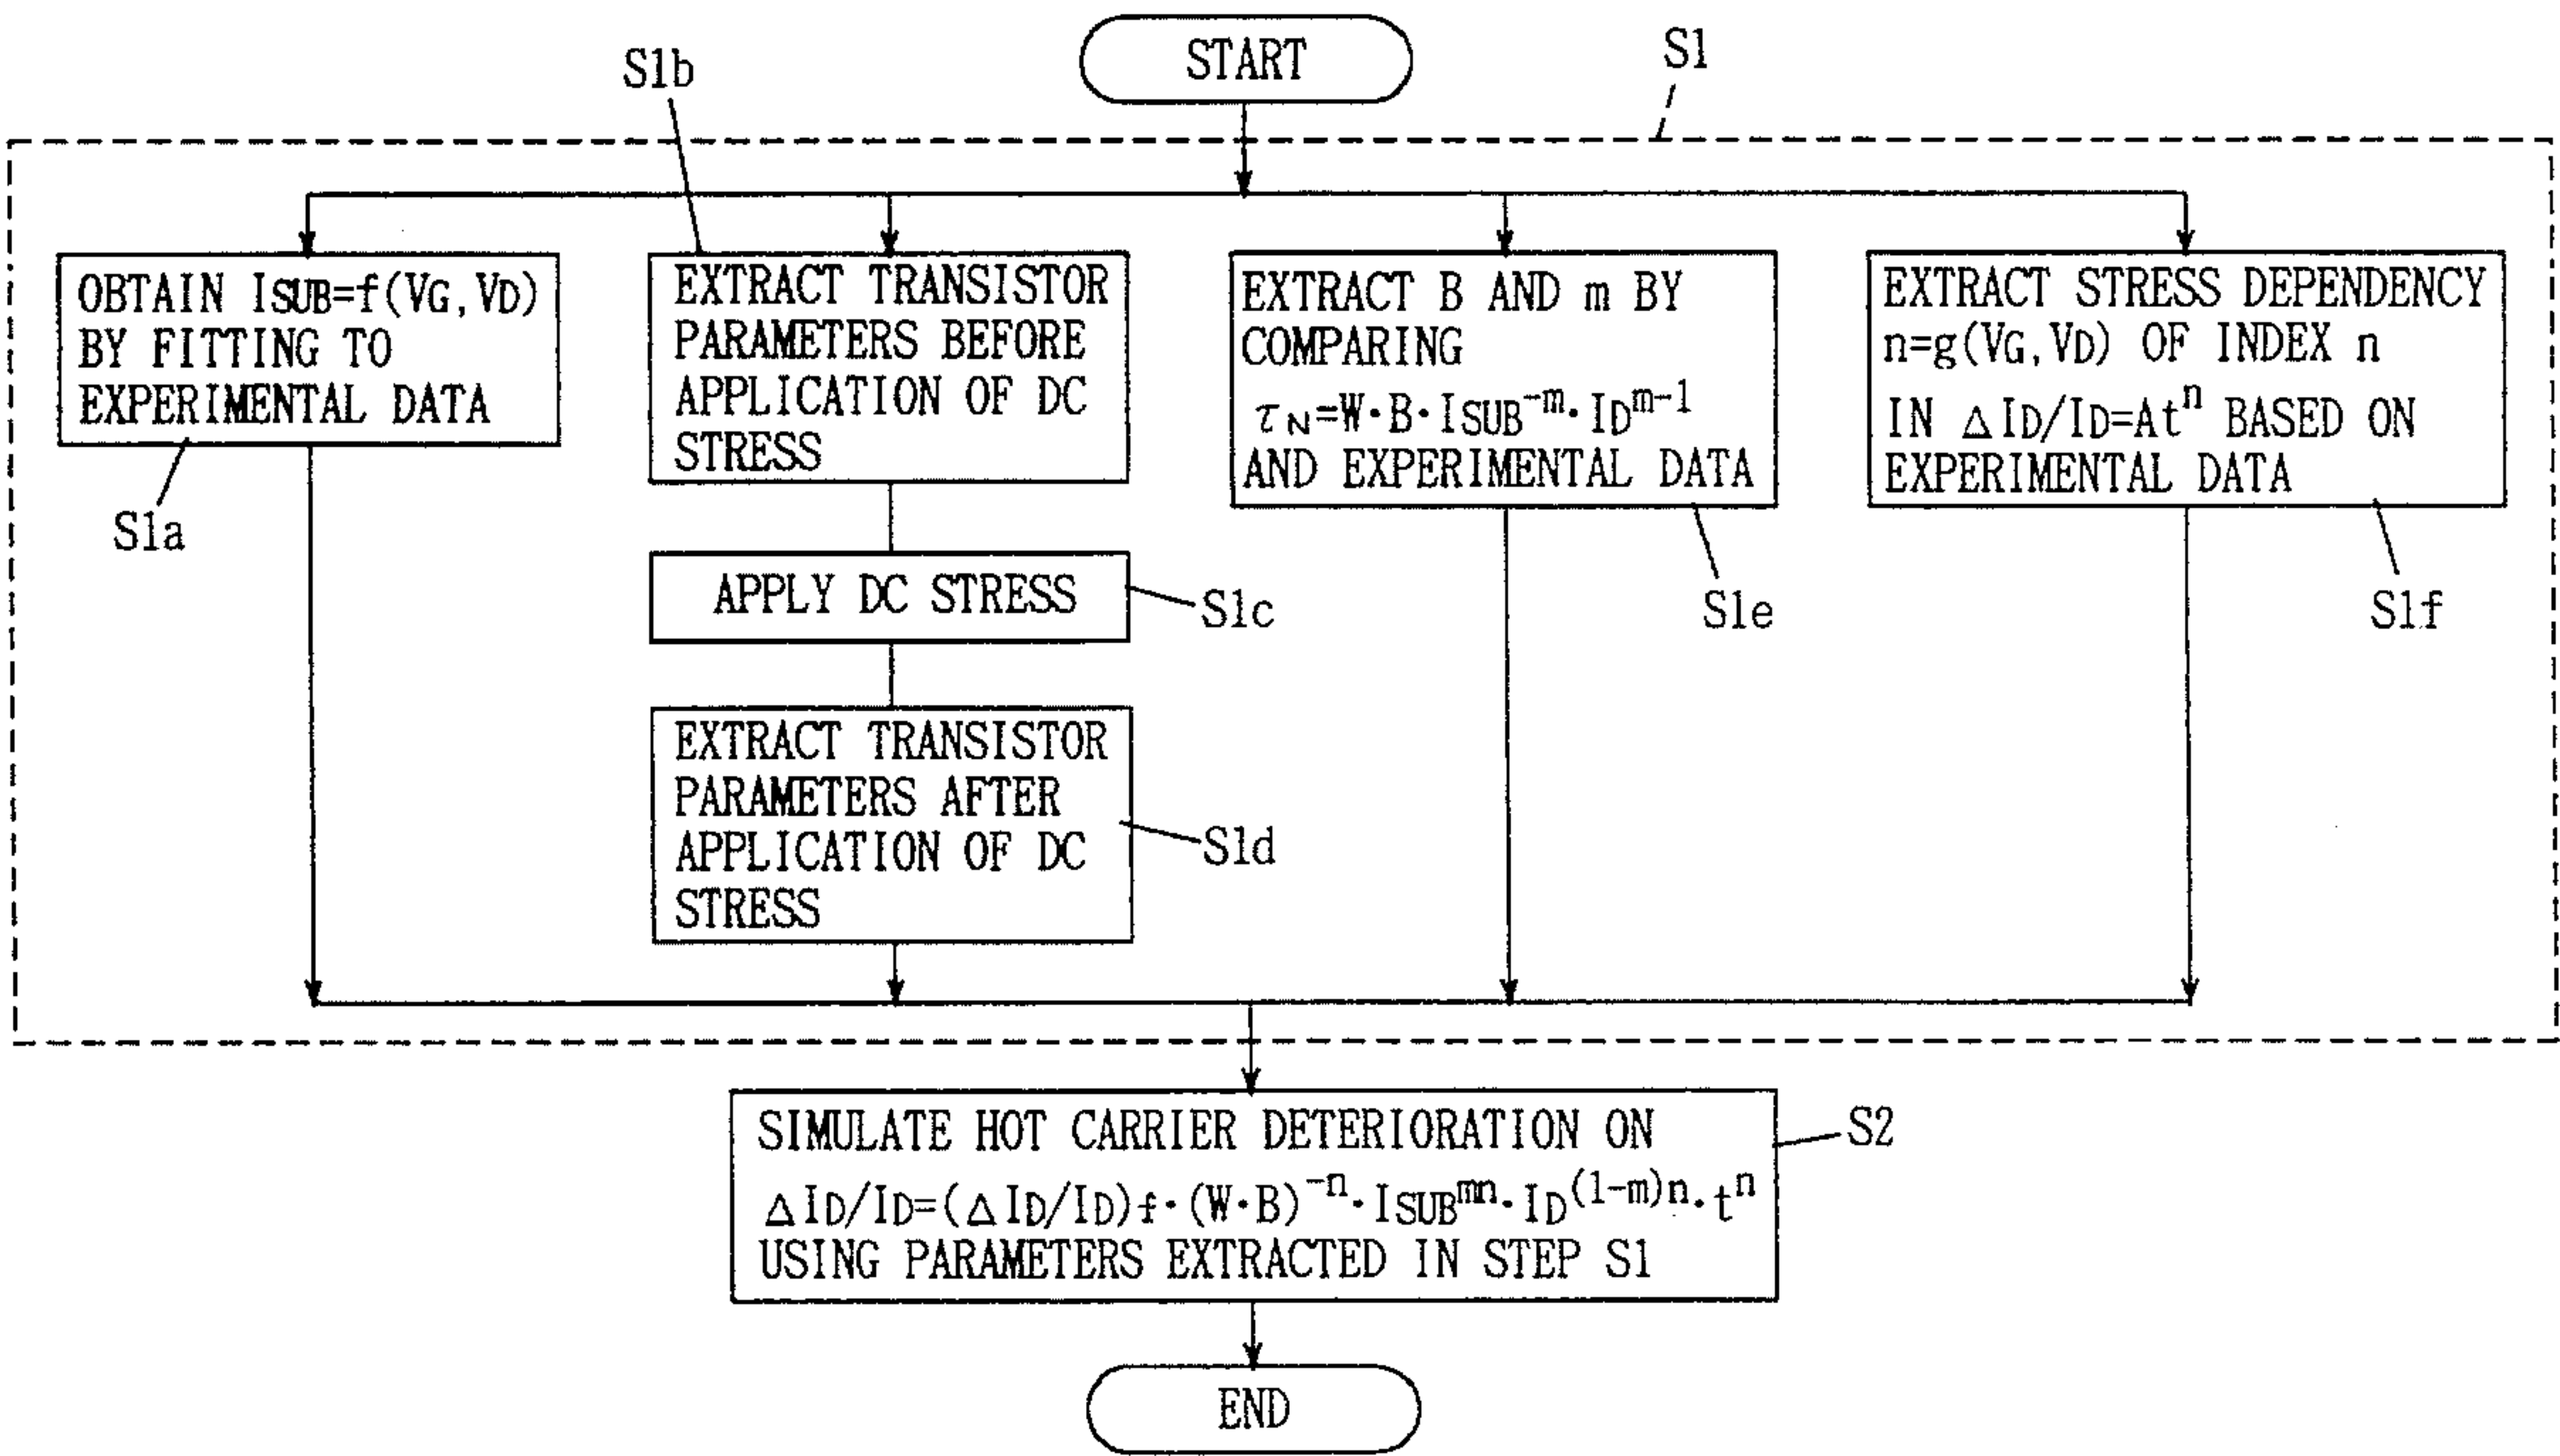 START
S1
S1b
OBTAIN ISUB=f(VG,VD)
BY FITTING TO
EXPERIMENTAL DATA
S1a
EXTRACT TRANSISTOR
PARAMETERS BEFORE
APPLICATION OF DC
STRESS
APPLY DC STRESS
S1c
EXTRACT TRANSISTOR
PARAMETERS AFTER
APPLICATION OF DC
STRESS
S1d
EXTRACT B AND m BY
COMPARING
τN=W·B·ISUB^-m·ID^m-1
AND EXPERIMENTAL DATA
S1e
EXTRACT STRESS DEPENDENCY
n=g(VG,VD) OF INDEX n
IN ΔID/ID=At^n BASED ON
EXPERIMENTAL DATA
S1f
SIMULATE HOT CARRIER DETERIORATION ON
ΔID/ID=(ΔID/ID)f·(W·B)^-n·ISUB^mn·ID^(1-m)n·t^n
USING PARAMETERS EXTRACTED IN STEP S1
S2
END